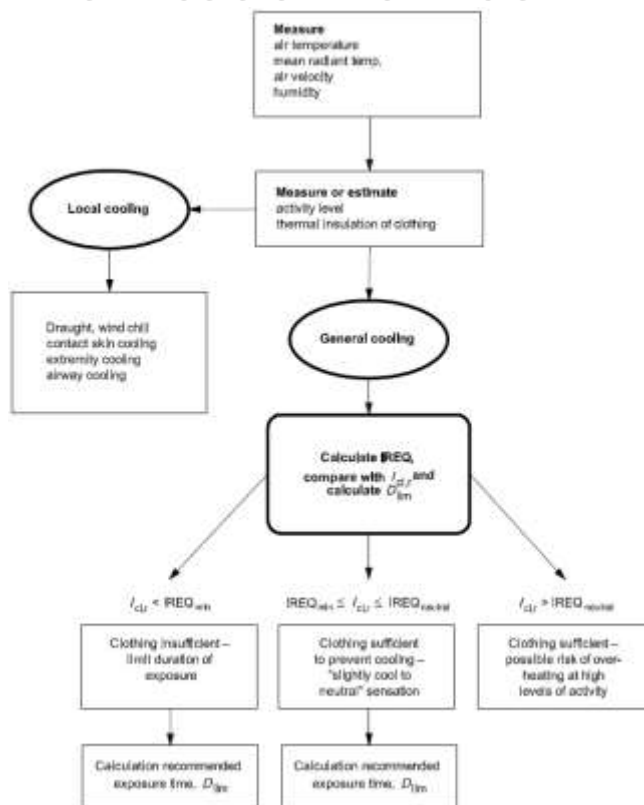 Measure
air temperature
mean radiant temp.
air velocity
humidity
Measure or estimate
activity level
thermal insulation of clothing
Local cooling
Draught, wind chill
contact skin cooling
extremity cooling
airway cooling
General cooling
Calculate IREQ,
compare with I_cl,r and
calculate D_lim
I_cl,r < IREQ_min
IREQ_min ≤ I_cl,r ≤ IREQ_neutral
I_cl,r > IREQ_neutral
Clothing insufficient –
limit duration of
exposure
Clothing sufficient
to prevent cooling –
"slightly cool to
neutral" sensation
Clothing sufficient –
possible risk of over-
heating at high
levels of activity
Calculation recommended
exposure time, D_lim
Calculation recommended
exposure time, D_lim